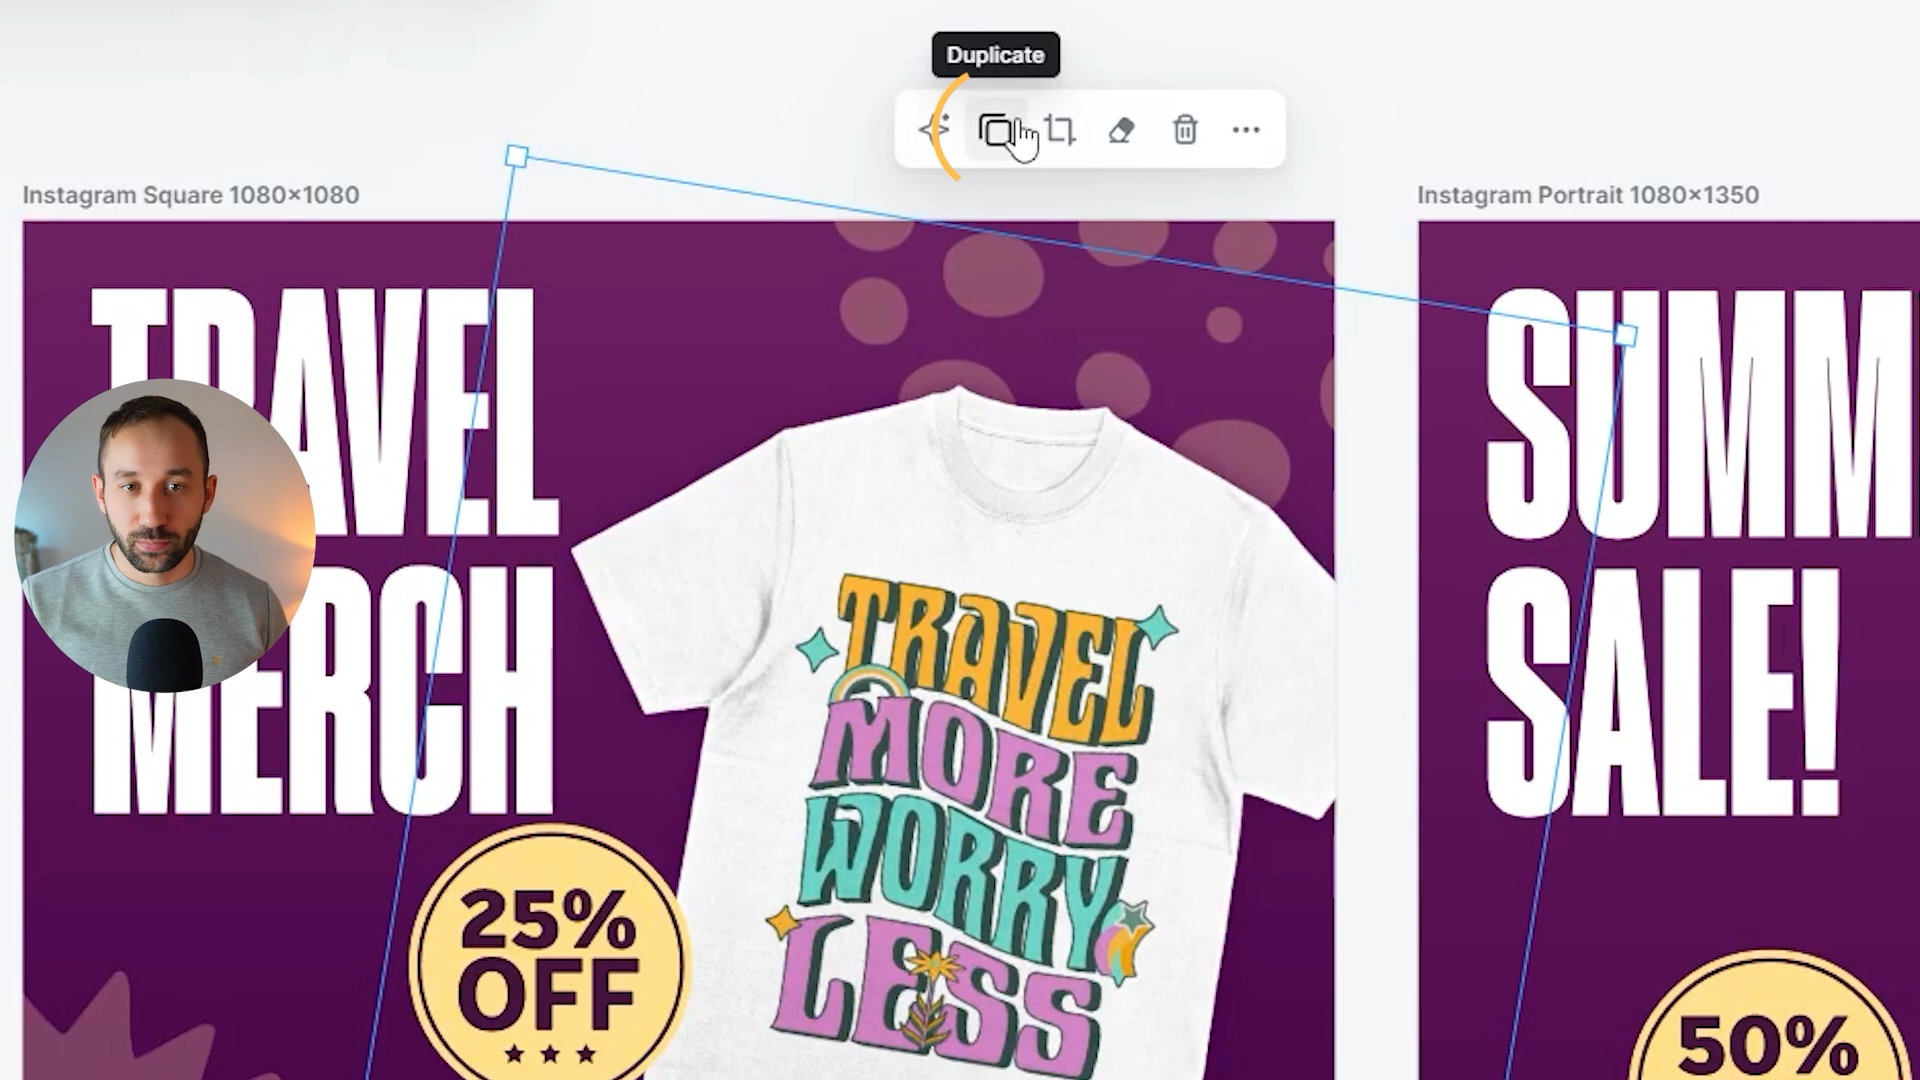 Duplicate
Instagram Square 1080×1080
TRAVEL
MERCH
25%
OFF
TRAVEL
MORE
WORRY
LESS
Instagram Portrait 1080×1350
SUMM
SALE!
50%